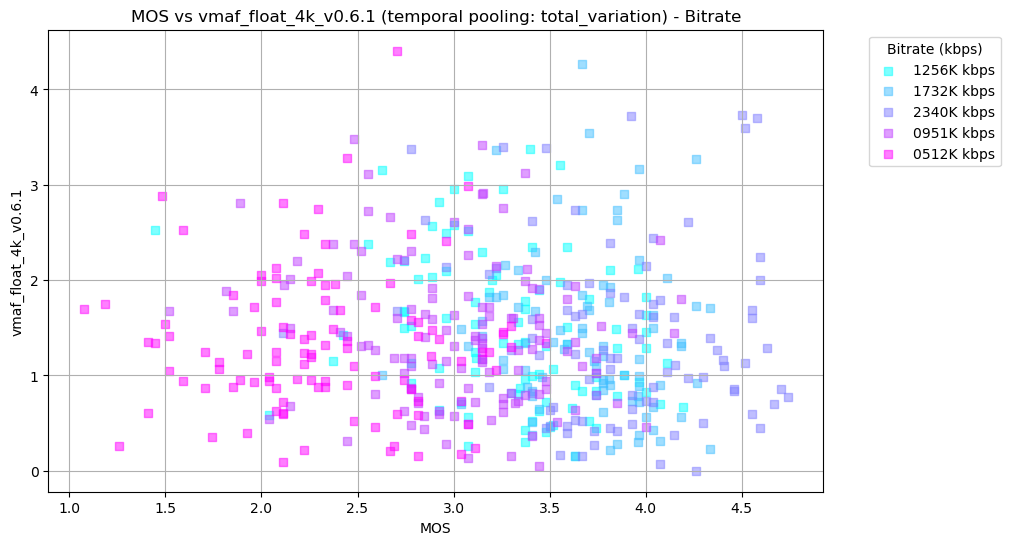 MOS vs vmaf_float_4k_v0.6.1 (temporal pooling: total_variation) - Bitrate
vmaf_float_4k_v0.6.1
4
3
2
1
0
1.0 1.5 2.0 2.5 3.0 3.5 4.0 4.5
MOS
Bitrate (kbps)
1256K kbps
1732K kbps
2340K kbps
0951K kbps
0512K kbps